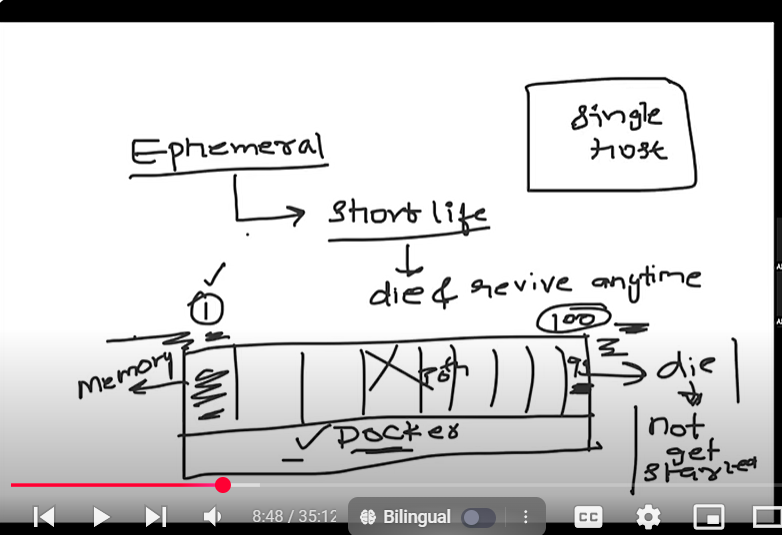 Ephemeral
Single
host
Short life
die & revive anytime
1
100
Memory
99
die
Docker
not
get
started
8:48 / 35:12
Bilingual
CC